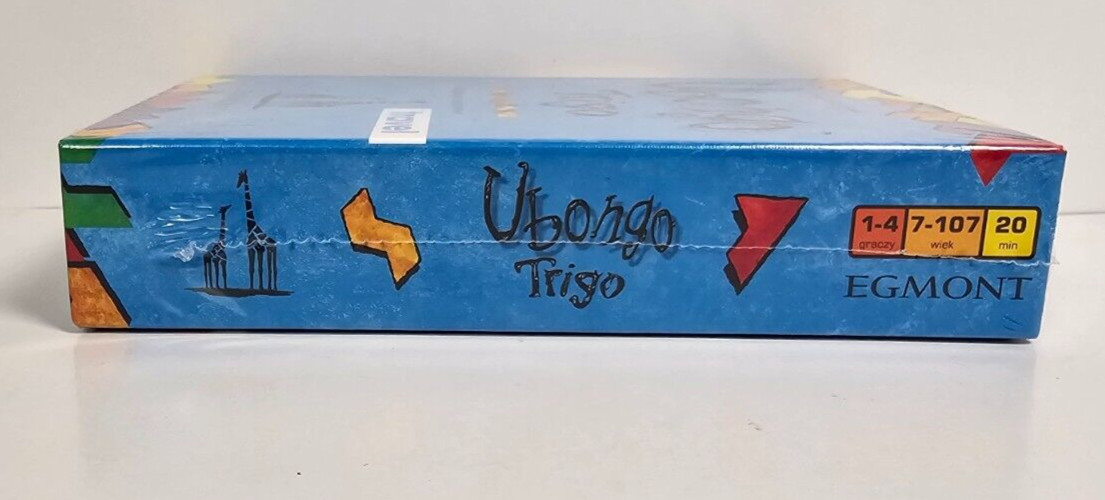 Ubongo
Trigo
1-4 7-107 20
graczy wiek min
EGMONT